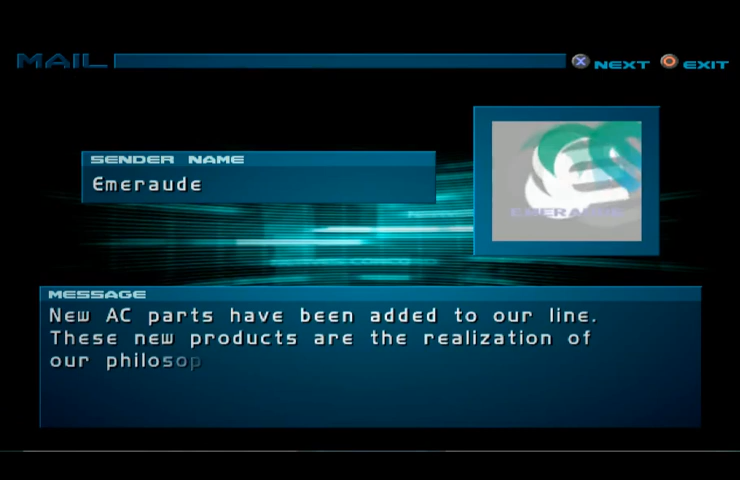 MAIL
NEXT
EXIT
SENDER NAME
Emeraude
EMERAUDE
MESSAGE
New AC parts have been added to our line.
These new products are the realization of
our philosop